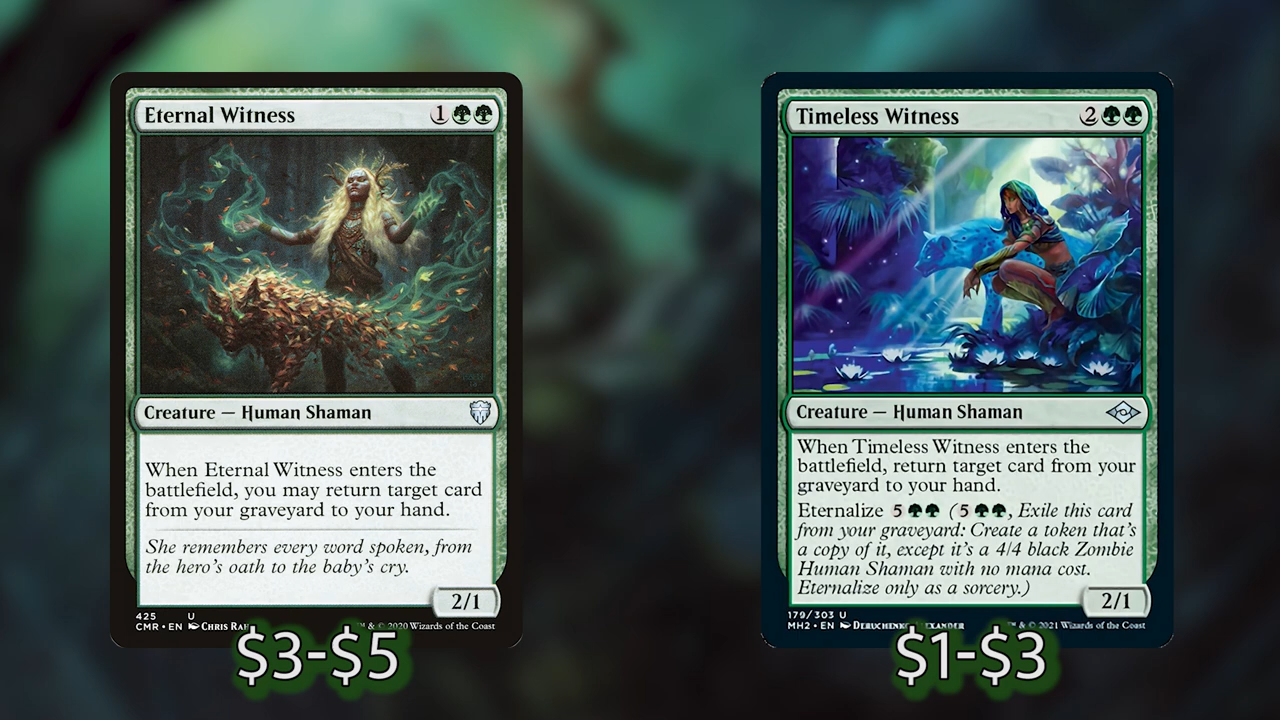 Eternal Witness 1
When Eternal Witness enters the
battlefield, you may return target card
from your graveyard to your hand.
She remembers every word spoken, from
the hero's oath to the baby's cry.
Creature — Human Shaman
2/1
425 U
CMR • EN Chris
™ & © 2020 Wizards of the Coast
$3-$5
Timeless Witness 2
Creature — Human Shaman
When Timeless Witness enters the
battlefield, return target card from your
graveyard to your hand.
Eternalize 5 (5, Exile this card
from your graveyard: Create a token that's
a copy of it, except it's a 4/4 black Zombie
Human Shaman with no mana cost.
Eternalize only as a sorcery.)
2/1
179/303 U
MH2 • EN
™ & © 2021 Wizards of the Coast
$1-$3